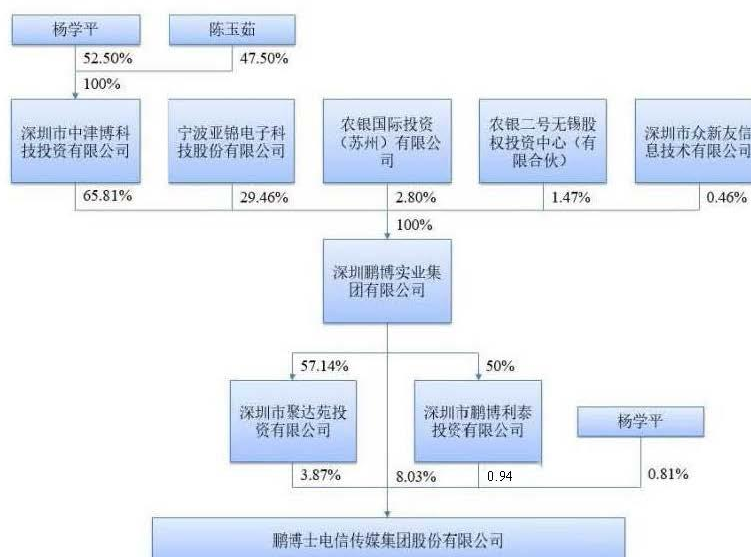 杨学平
陈玉茹
52.50%
47.50%
100%
深圳市中津博科
技投资有限公司
宁波亚锦电子科
技股份有限公司
农银国际投资
（苏州）有限公
司
农银二号无锡股
权投资中心（有
限合伙）
深圳市众新友信
息技术有限公司
65.81%
29.46%
2.80%
1.47%
0.46%
100%
深圳鹏博实业集
团有限公司
57.14%
50%
深圳市聚达苑投
资有限公司
深圳市鹏博利泰
投资有限公司
杨学平
3.87%
8.03%
0.94
0.81%
鹏博士电信传媒集团股份有限公司